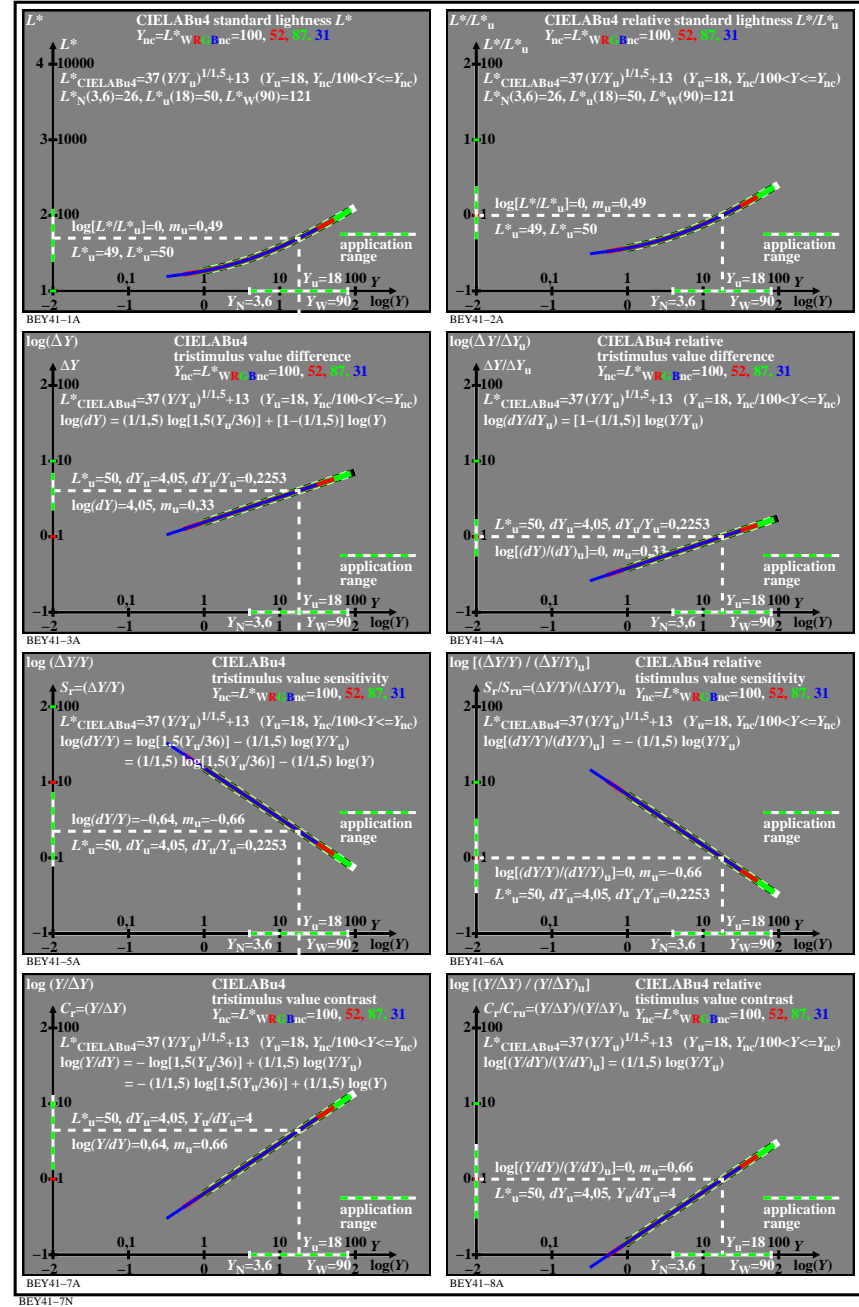 L*
CIELABu4 standard lightness L*
Ync=L*WRGBnc=100, 52, 87, 31
L*
4 10000
L*CIELABu4=37(Y/Yu)1/1,5+13 (Yu=18, Ync/100<Y<=Ync)
L*N(3,6)=26, L*u(18)=50, L*W(90)=121
3 1000
2 100
log[L*/L*u]=0, mu=0,49
L*u=49, L*u=50
application
range
0,1 1 10 Yu=18 100 Y
1
−2 −1 0 YN=3,6 YW=90 2 log(Y)
BEY41−1A
L*/L*u
CIELABu4 relative standard lightness L*/L*u
Ync=L*WRGBnc=100, 52, 87, 31
L*/L*u
2 100
L*CIELABu4=37(Y/Yu)1/1,5+13 (Yu=18, Ync/100<Y<=Ync)
L*N(3,6)=26, L*u(18)=50, L*W(90)=121
1 10
0 1
log[L*/L*u]=0, mu=0,49
L*u=49, L*u=50
application
range
0,1 1 10 Yu=18 100 Y
−1
−2 −1 0 YN=3,6 YW=90 2 log(Y)
BEY41−2A
log(ΔY)
CIELABu4
tristimulus value difference
Ync=L*WRGBnc=100, 52, 87, 31
ΔY
2 100
L*CIELABu4=37(Y/Yu)1/1,5+13 (Yu=18, Ync/100<Y<=Ync)
log(dY) = (1/1,5) log[1,5(Yu/36)] + [1−(1/1,5)] log(Y)
1 10
L*u=50, dYu=4,05, dYu/Yu=0,2253
log(dY)=4,05, mu=0,33
0 1
application
range
0,1 1 10 Yu=18 100 Y
−1
−2 −1 0 YN=3,6 YW=90 2 log(Y)
BEY41−3A
log(ΔY/ΔYu)
CIELABu4 relative
tristimulus value difference
Ync=L*WRGBnc=100, 52, 87, 31
ΔY/ΔYu
2 100
L*CIELABu4=37(Y/Yu)1/1,5+13 (Yu=18, Ync/100<Y<=Ync)
log(dY/dYu) = [1−(1/1,5)] log(Y/Yu)
1 10
L*u=50, dYu=4,05, dYu/Yu=0,2253
0 1
log[(dY)/(dY)u]=0, mu=0,33
application
range
0,1 1 10 Yu=18 100 Y
−1
−2 −1 0 YN=3,6 YW=90 2 log(Y)
BEY41−4A
log (ΔY/Y)
CIELABu4
tristimulus value sensitivity
Ync=L*WRGBnc=100, 52, 87, 31
Sr=(ΔY/Y)
2 100
L*CIELABu4=37(Y/Yu)1/1,5+13 (Yu=18, Ync/100<Y<=Ync)
log(dY/Y) = log[1,5(Yu/36)] − (1/1,5) log(Y/Yu)
= (1/1,5) log[1,5(Yu/36)] − (1/1,5) log(Y)
1 10
log(dY/Y)=−0,64, mu=−0,66
L*u=50, dYu=4,05, dYu/Yu=0,2253
0 1
application
range
0,1 1 10 Yu=18 100 Y
−1
−2 −1 0 YN=3,6 YW=90 2 log(Y)
BEY41−5A
log [(ΔY/Y) / (ΔY/Y)u]
CIELABu4 relative
tistimulus value sensitivity
Ync=L*WRGBnc=100, 52, 87, 31
Sr/Sru=(ΔY/Y)/(ΔY/Y)u
2 100
L*CIELABu4=37(Y/Yu)1/1,5+13 (Yu=18, Ync/100<Y<=Ync)
log[(dY/Y)/(dY/Y)u] = − (1/1,5) log(Y/Yu)
1 10
application
range
0 1
log[(dY/Y)/(dY/Y)u]=0, mu=−0,66
L*u=50, dYu=4,05, dYu/Yu=0,2253
0,1 1 10 Yu=18 100 Y
−1
−2 −1 0 YN=3,6 YW=90 2 log(Y)
BEY41−6A
log (Y/ΔY)
CIELABu4
tristimulus value contrast
Ync=L*WRGBnc=100, 52, 87, 31
Cr=(Y/ΔY)
2 100
L*CIELABu4=37(Y/Yu)1/1,5+13 (Yu=18, Ync/100<Y<=Ync)
log(Y/dY) = − log[1,5(Yu/36)] + (1/1,5) log(Y/Yu)
= − (1/1,5) log[1,5(Yu/36)] + (1/1,5) log(Y)
1 10
L*u=50, dYu=4,05, Yu/dYu=4
log(Y/dY)=0,64, mu=0,66
0 1
application
range
0,1 1 10 Yu=18 100 Y
−1
−2 −1 0 YN=3,6 YW=90 2 log(Y)
BEY41−7A
log [(Y/ΔY) / (Y/ΔY)u]
CIELABu4 relative
tistimulus value contrast
Ync=L*WRGBnc=100, 52, 87, 31
Cr/Cru=(Y/ΔY)/(Y/ΔY)u
2 100
L*CIELABu4=37(Y/Yu)1/1,5+13 (Yu=18, Ync/100<Y<=Ync)
log[(Y/dY)/(Y/dY)u] = (1/1,5) log(Y/Yu)
1 10
log[(Y/dY)/(Y/dY)u]=0, mu=0,66
0 1
L*u=50, dYu=4,05, Yu/dYu=4
application
range
0,1 1 10 Yu=18 100 Y
−1
−2 −1 0 YN=3,6 YW=90 2 log(Y)
BEY41−8A
BEY41−7N